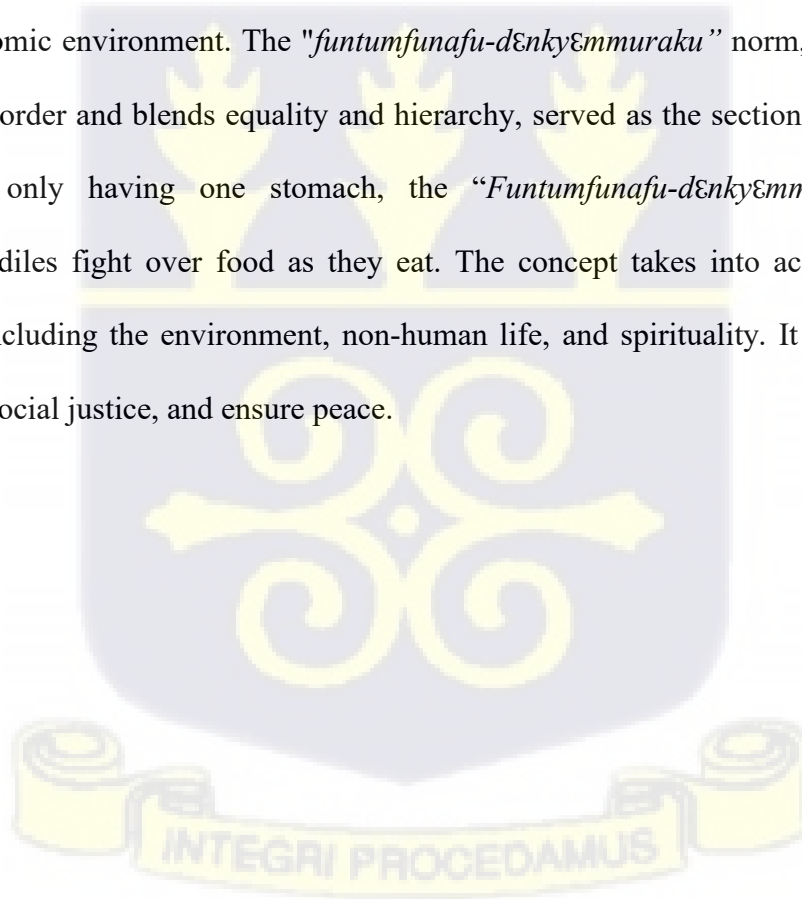 omic environment. The "funtumfunafu-dɛnkyɛmmuraku” norm,
order and blends equality and hierarchy, served as the section
only having one stomach, the “Funtumfunafu-dɛnkyɛmm
diles fight over food as they eat. The concept takes into ac
cluding the environment, non-human life, and spirituality. It
ocial justice, and ensure peace.
INTEGRI PROCEDAMUS